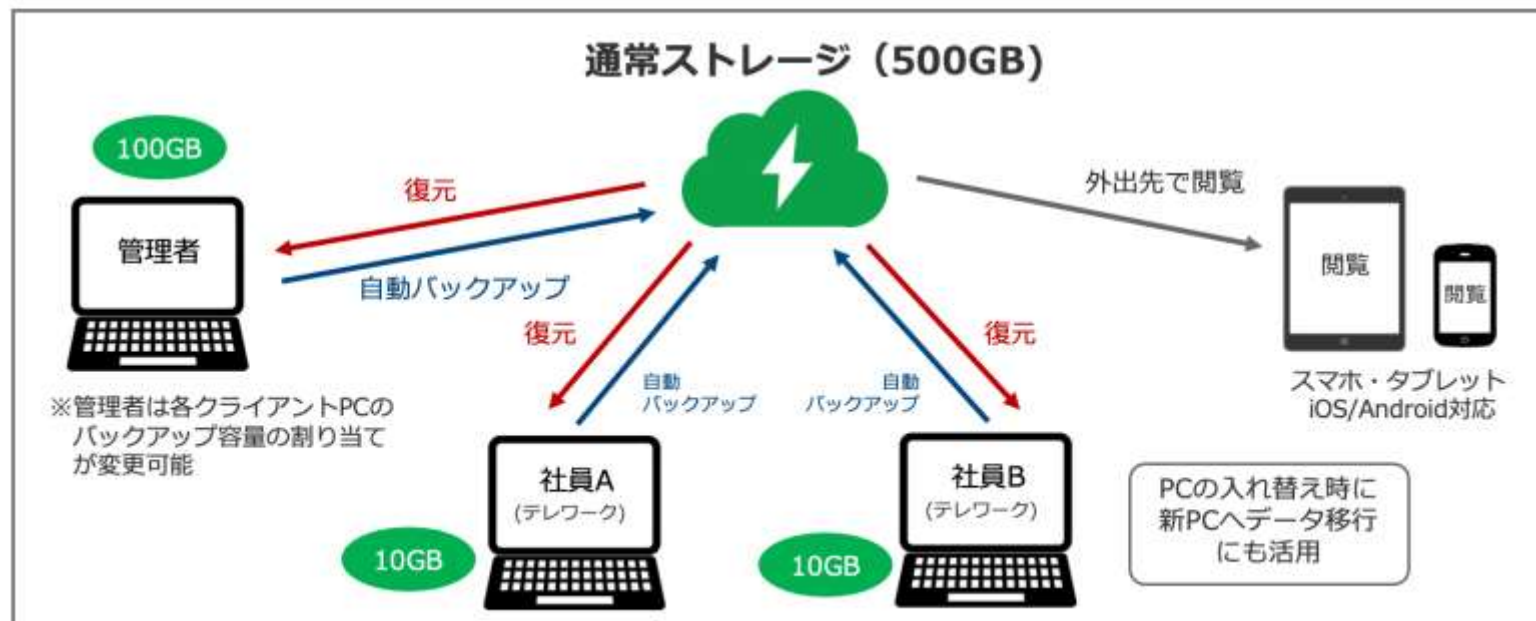 通常ストレージ（500GB)
100GB
管理者
復元
自動バックアップ
※管理者は各クライアントPCの
バックアップ容量の割り当て
が変更可能
復元
自動
バックアップ
社員A
(テレワーク)
10GB
自動
バックアップ
復元
社員B
(テレワーク)
10GB
外出先で閲覧
閲覧
閲覧
スマホ・タブレット
iOS/Android対応
PCの入れ替え時に
新PCへデータ移行
にも活用